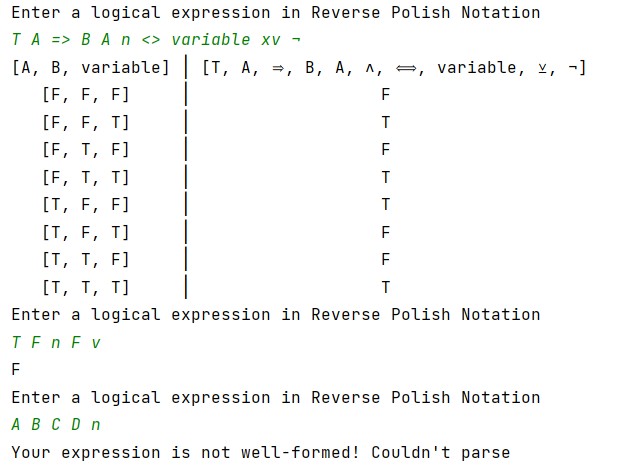 Enter a logical expression in Reverse Polish Notation
T A => B A n <> variable xv ¬
[A, B, variable] | [T, A, ⇒, B, A, ∧, ⟺, variable, ⊻, ¬]
[F, F, F] | F
[F, F, T] | T
[F, T, F] | F
[F, T, T] | T
[T, F, F] | T
[T, F, T] | F
[T, T, F] | F
[T, T, T] | T
Enter a logical expression in Reverse Polish Notation
T F n F v
F
Enter a logical expression in Reverse Polish Notation
A B C D n
Your expression is not well-formed! Couldn't parse